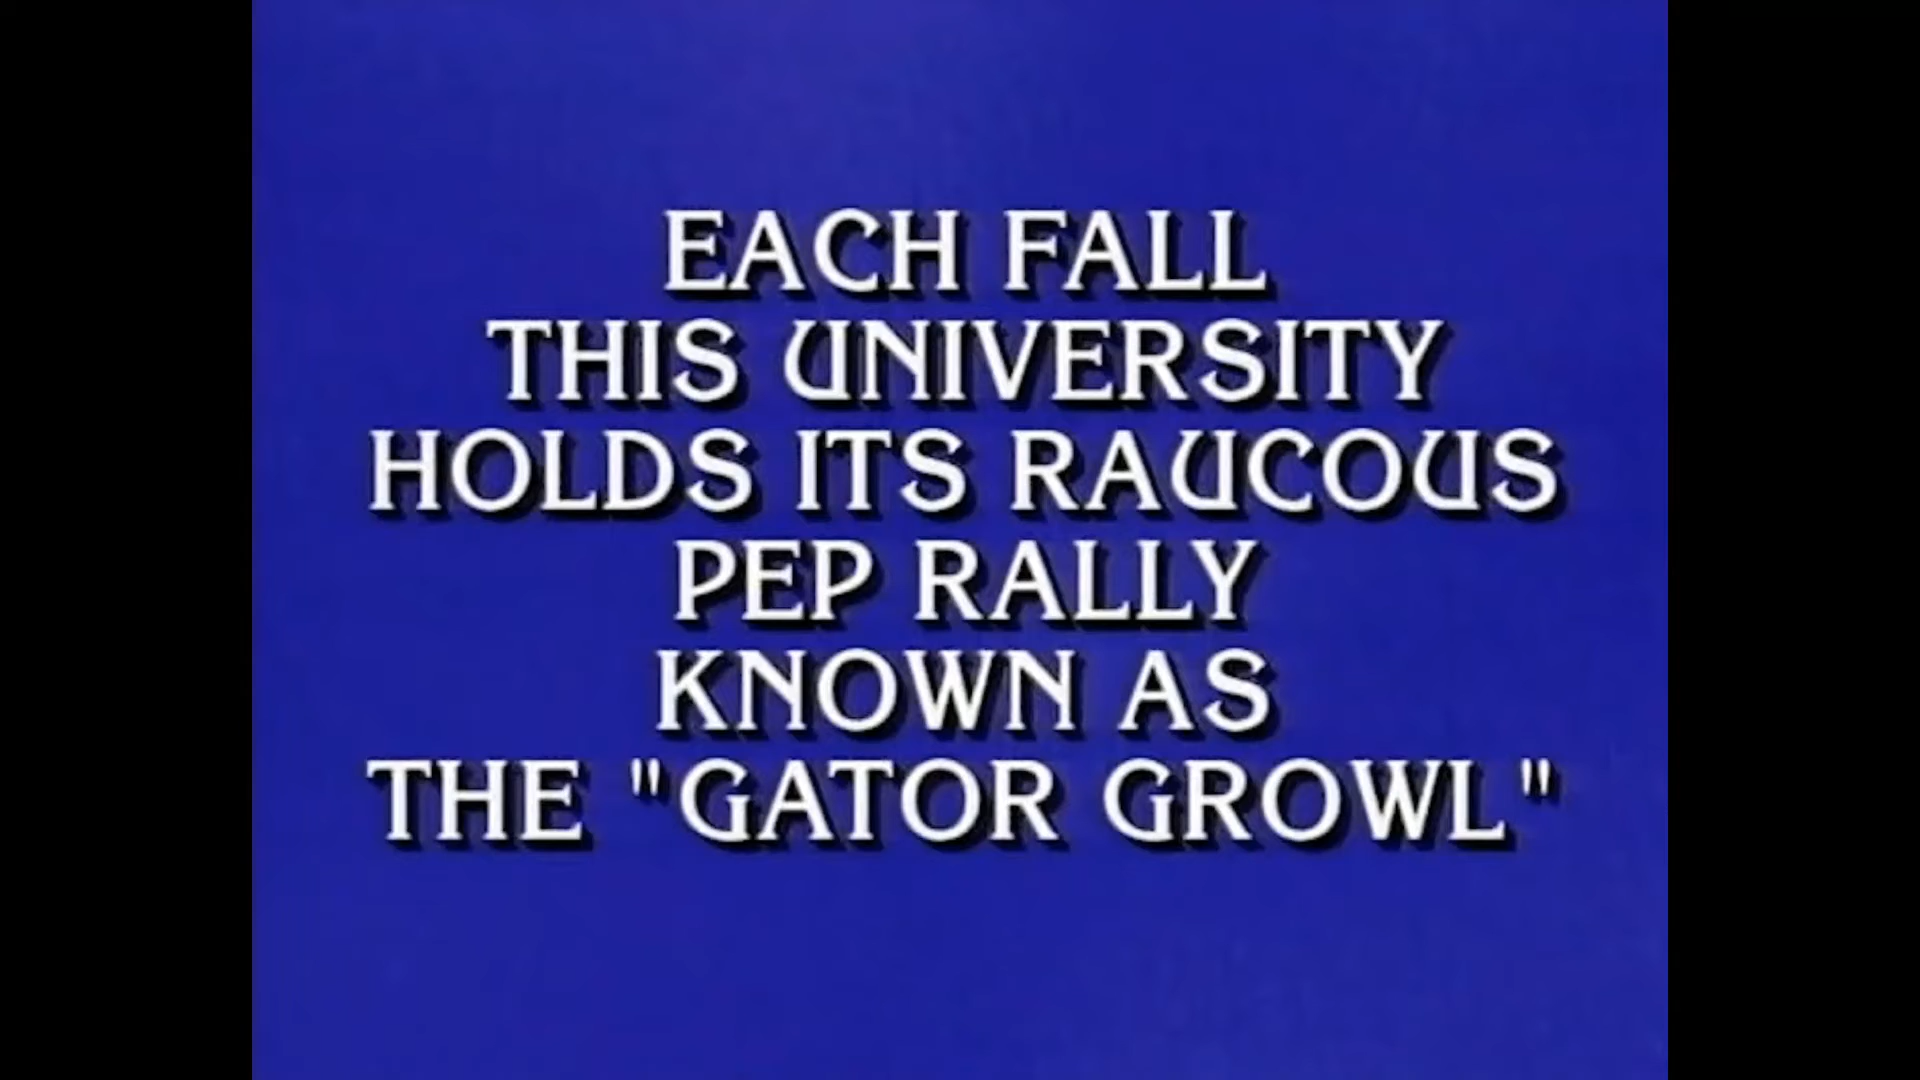 EACH FALL
THIS UNIVERSITY
HOLDS ITS RAUCOUS
PEP RALLY
KNOWN AS
THE "GATOR GROWL"